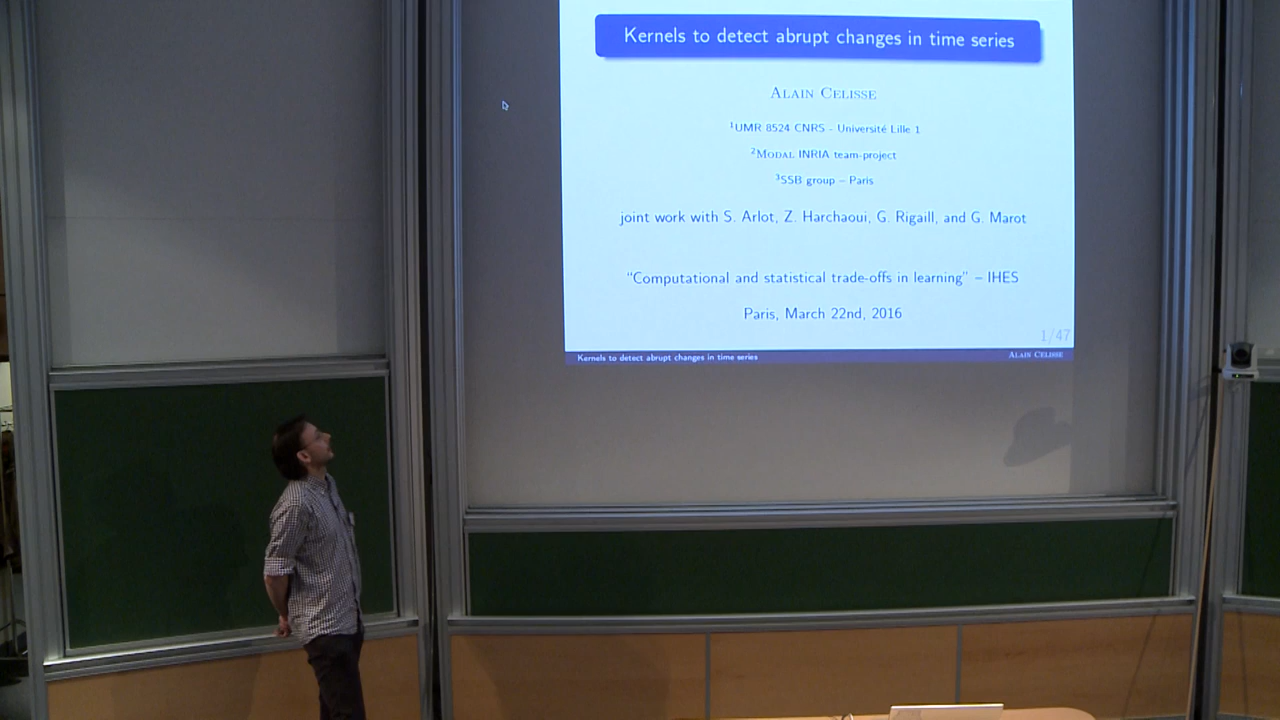 Kernels to detect abrupt changes in time series
ALAIN CELISSE
¹UMR 8524 CNRS - Université Lille 1
²MODAL INRIA team-project
³SSB group – Paris
joint work with S. Arlot, Z. Harchaoui, G. Rigaill, and G. Marot
“Computational and statistical trade-offs in learning” – IHES
Paris, March 22nd, 2016
1/47
Kernels to detect abrupt changes in time series
ALAIN CELISSE